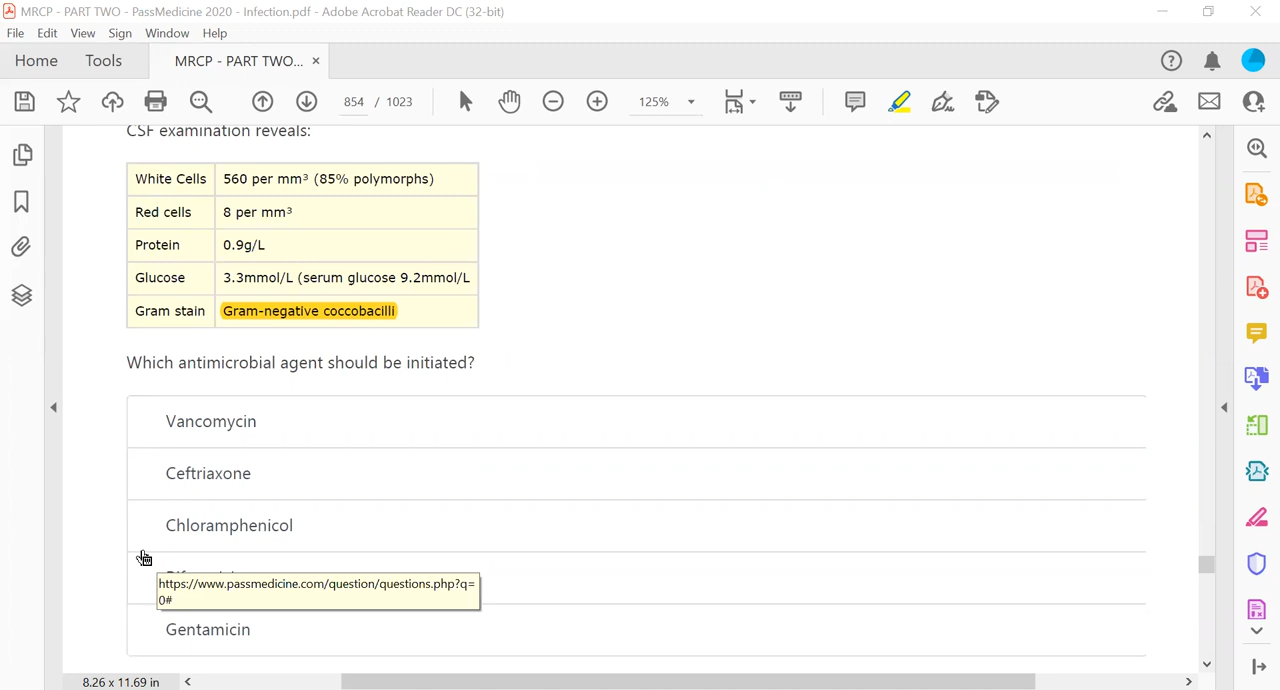 MRCP - PART TWO - PassMedicine 2020 - Infection.pdf - Adobe Acrobat Reader DC (32-bit)
File Edit View Sign Window Help
Home Tools MRCP - PART TWO... ×
854 / 1023 125%
CSF examination reveals:
White Cells 560 per mm³ (85% polymorphs)
Red cells 8 per mm³
Protein 0.9g/L
Glucose 3.3mmol/L (serum glucose 9.2mmol/L
Gram stain Gram-negative coccobacilli
Which antimicrobial agent should be initiated?
Vancomycin
Ceftriaxone
Chloramphenicol
https://www.passmedicine.com/question/questions.php?q=
0#
Gentamicin
8.26 x 11.69 in